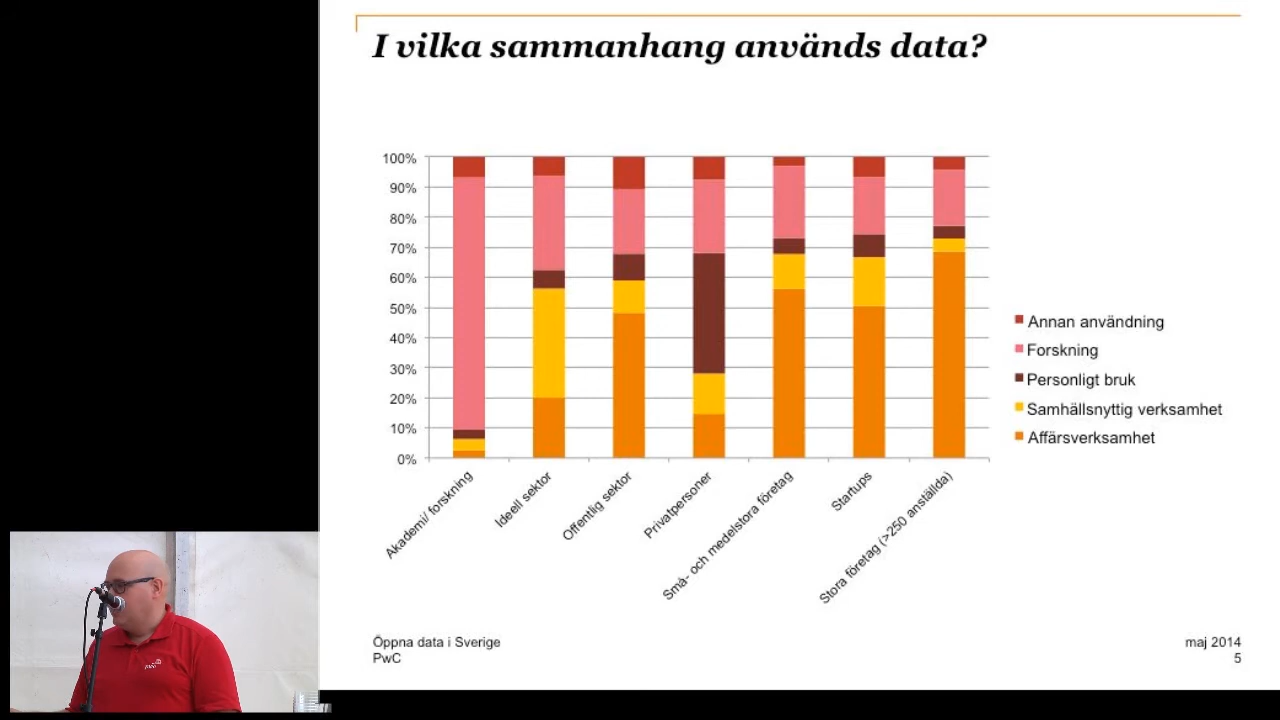 I vilka sammanhang används data?
100%
90%
80%
70%
60%
50%
40%
30%
20%
10%
0%
Akademi/ forskning
Ideell sektor
Offentlig sektor
Privatpersoner
Små- och medelstora företag
Startups
Stora företag (>250 anställda)
Annan användning
Forskning
Personligt bruk
Samhällsnyttig verksamhet
Affärsverksamhet
Öppna data i Sverige
PwC
maj 2014
5